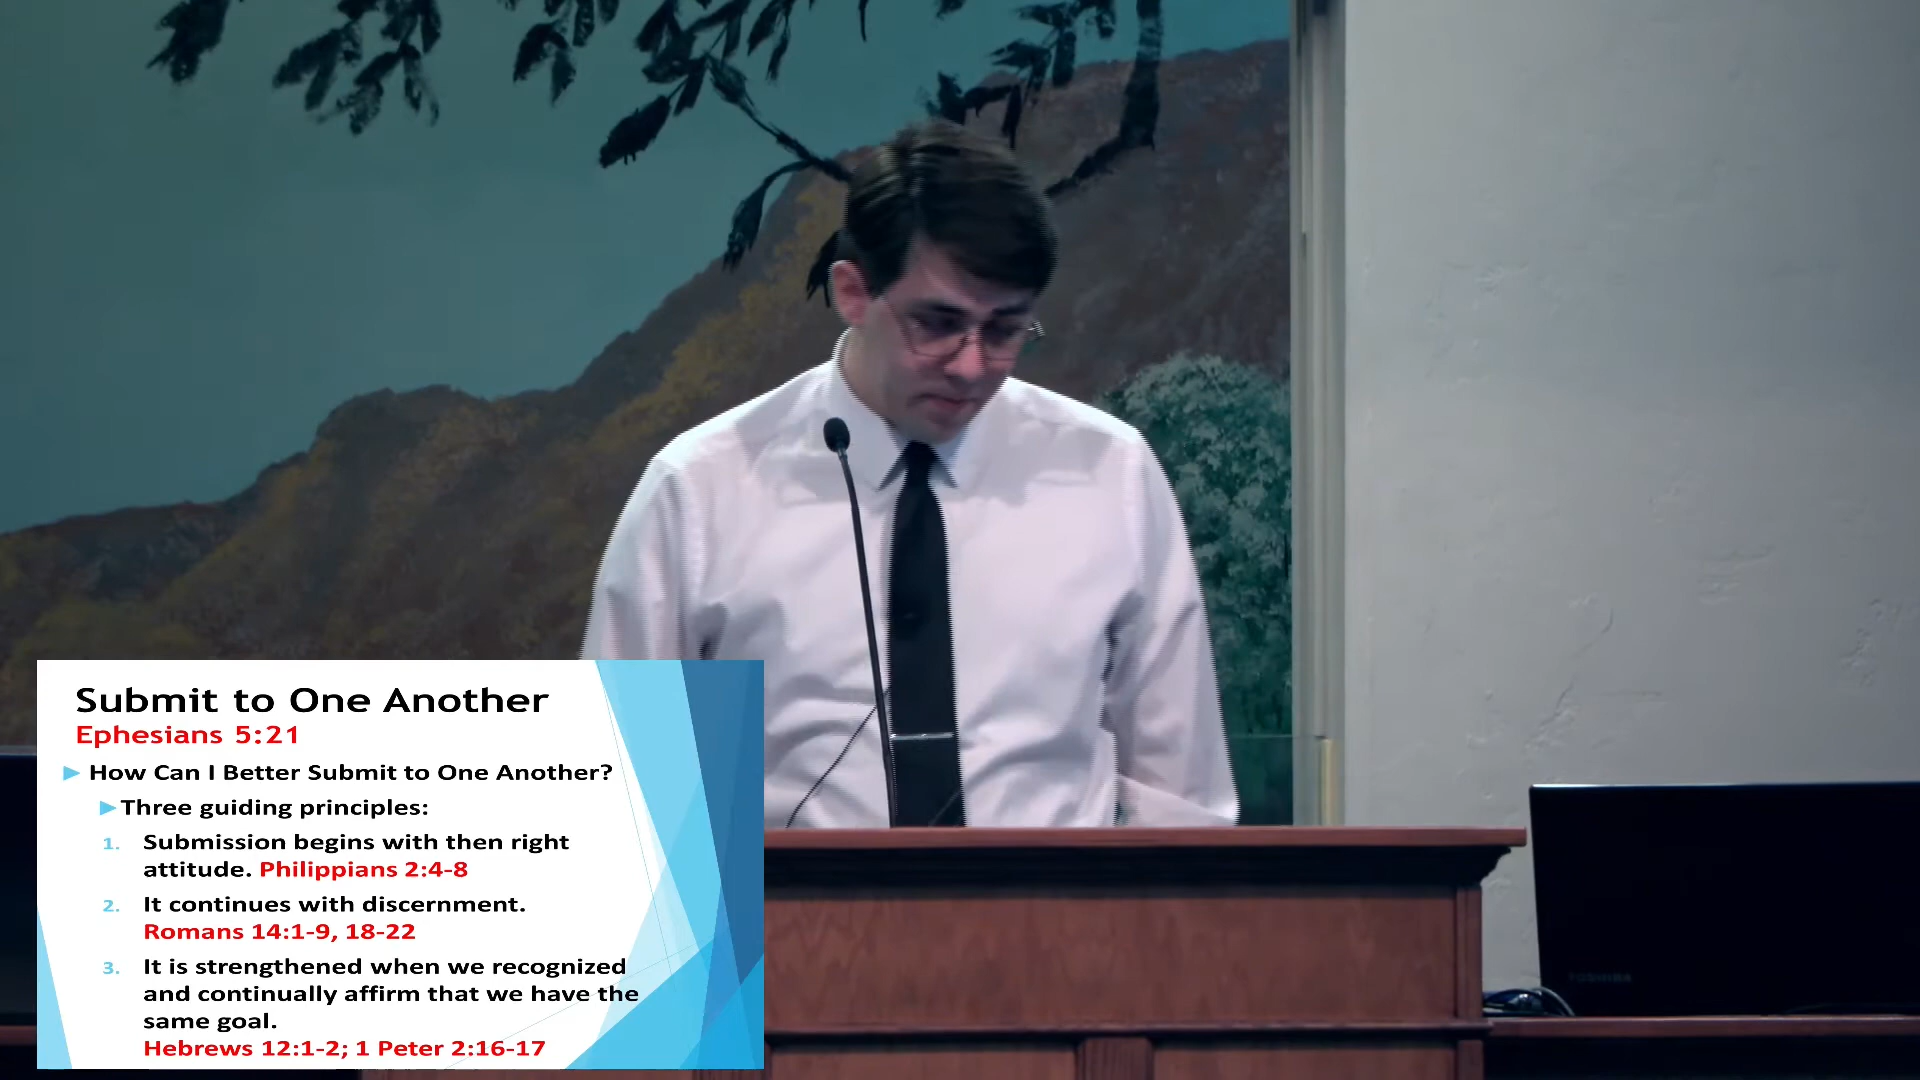 Submit to One Another
Ephesians 5:21
How Can I Better Submit to One Another?
Three guiding principles:
1. Submission begins with then right
attitude. Philippians 2:4-8
2. It continues with discernment.
Romans 14:1-9, 18-22
3. It is strengthened when we recognized
and continually affirm that we have the
same goal.
Hebrews 12:1-2; 1 Peter 2:16-17
TOSHIBA